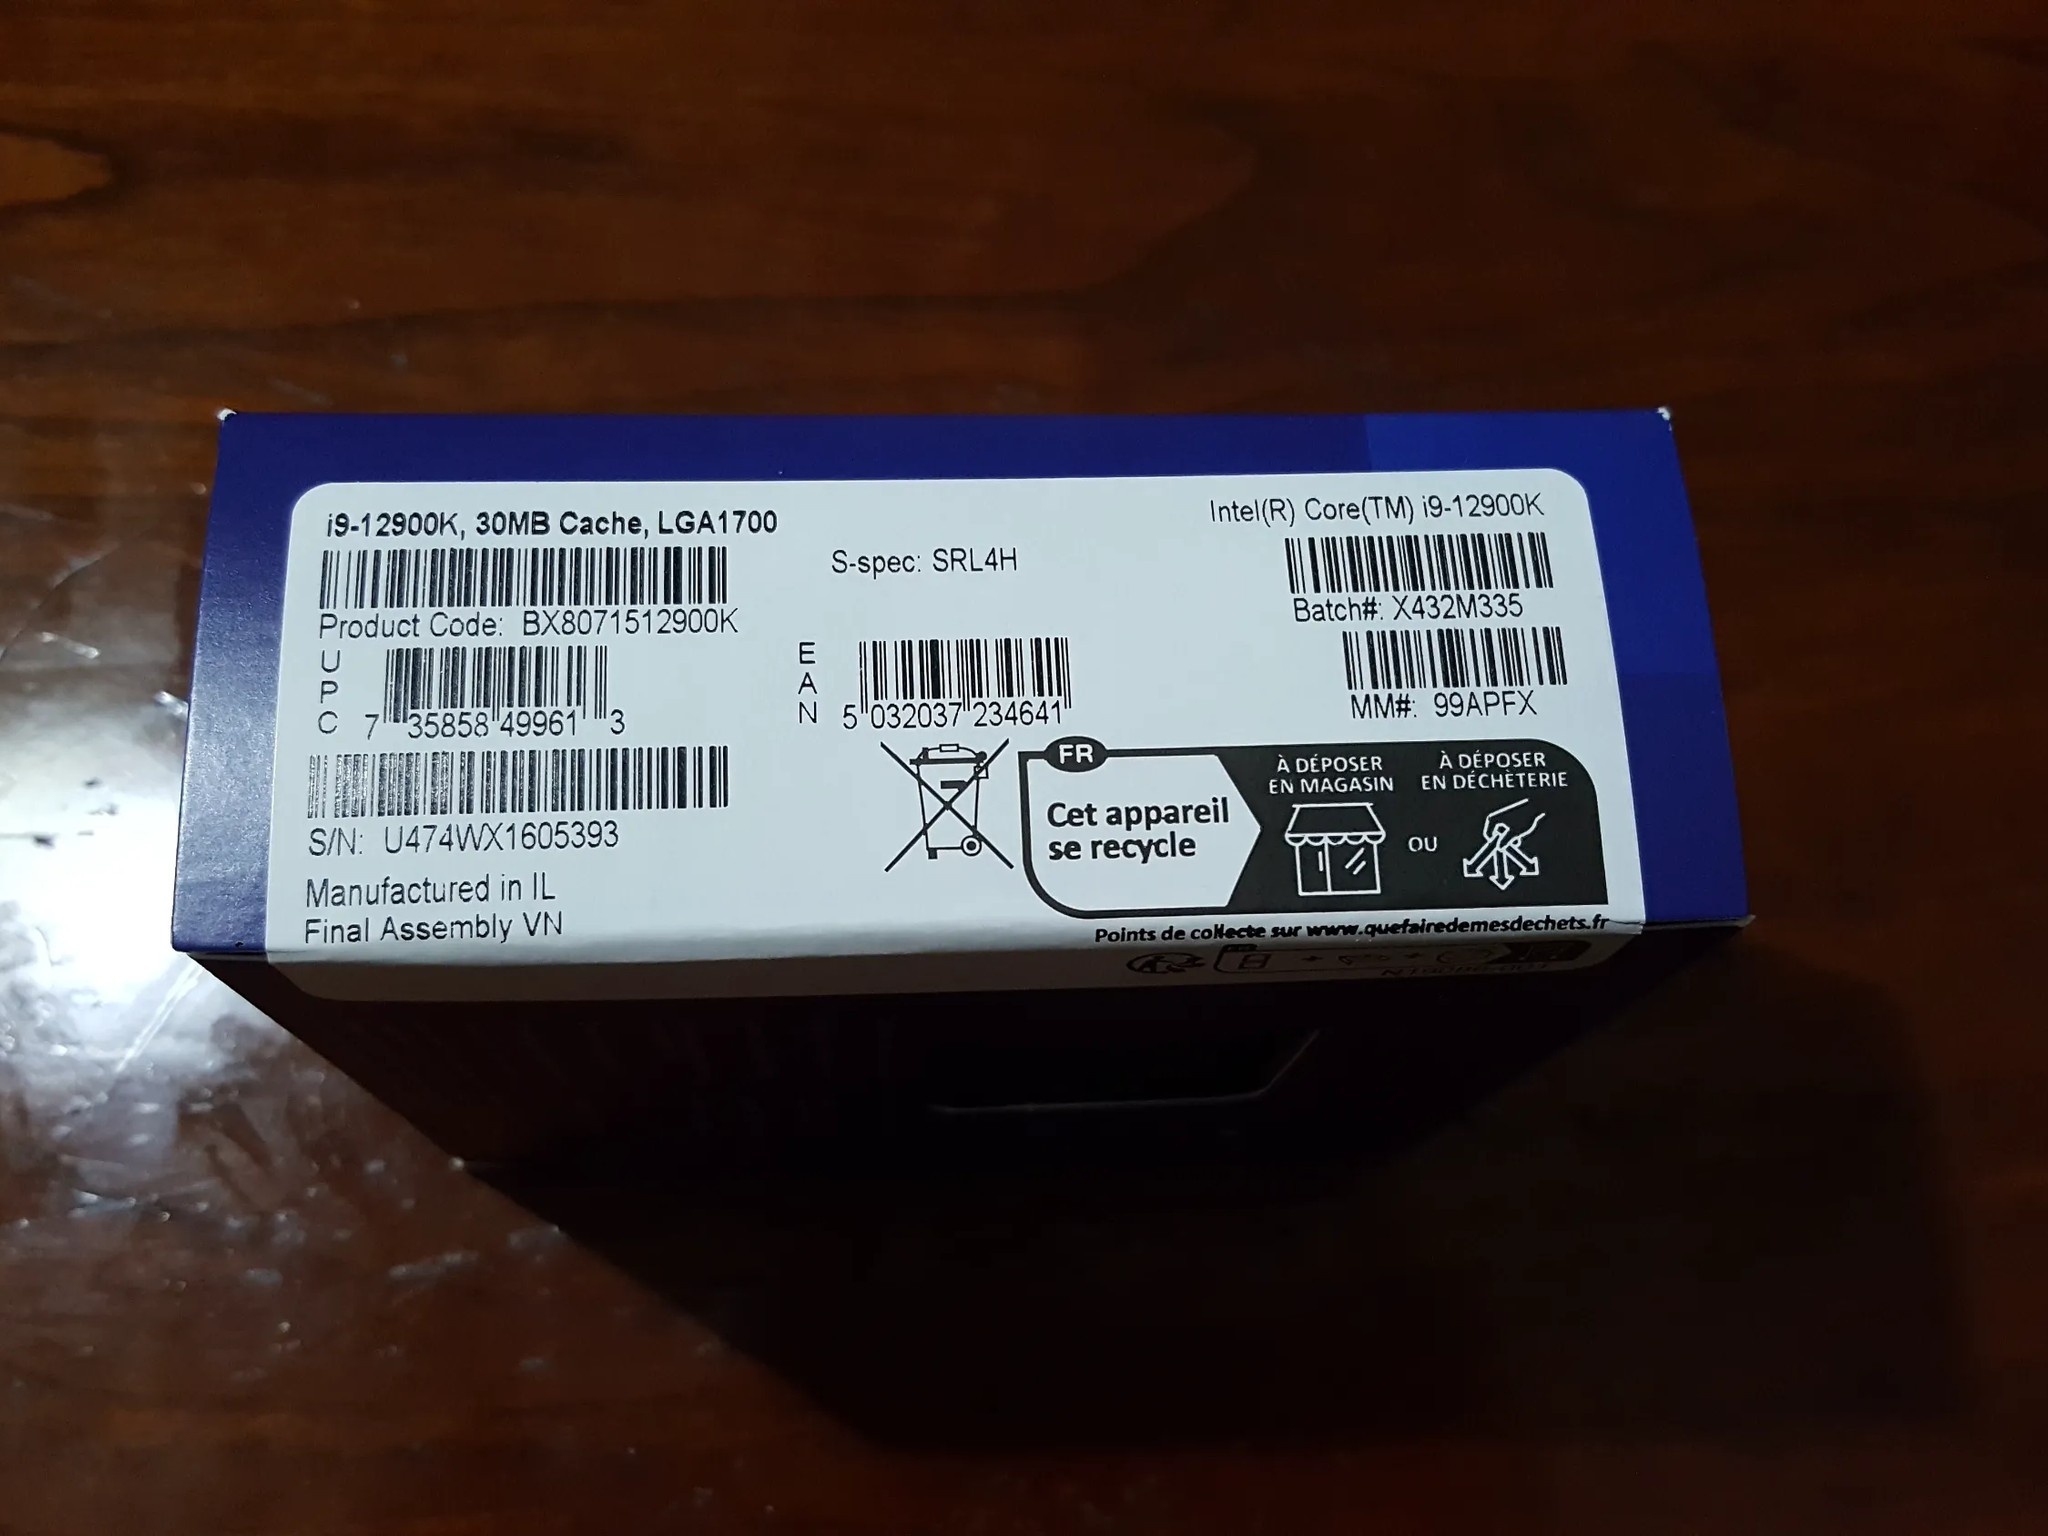 i9-12900K, 30MB Cache, LGA1700
Intel(R) Core(TM) i9-12900K
S-spec: SRL4H
Product Code: BX8071512900K
Batch#: X432M335
UPC
7 35858 49961 3
EAN
5 032037 234641
MM#: 99APFX
S/N: U474WX1605393
Manufactured in IL
Final Assembly VN
FR
Cet appareil
se recycle
À DÉPOSER
EN MAGASIN
OU
À DÉPOSER
EN DÉCHÈTERIE
Points de collecte sur www.quefairedemesdechets.fr